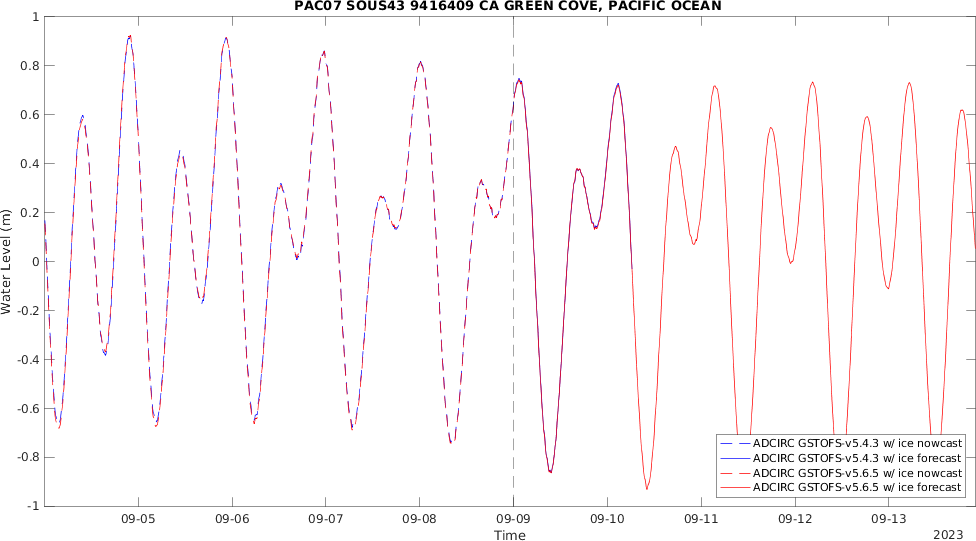 PAC07 SOUS43 9416409 CA GREEN COVE, PACIFIC OCEAN
1
0.8
0.6
0.4
0.2
0
-0.2
-0.4
-0.6
-0.8
-1
Water Level (m)
ADCIRC GSTOFS-v5.4.3 w/ ice nowcast
ADCIRC GSTOFS-v5.4.3 w/ ice forecast
ADCIRC GSTOFS-v5.6.5 w/ ice nowcast
ADCIRC GSTOFS-v5.6.5 w/ ice forecast
09-05 09-06 09-07 09-08 09-09 09-10 09-11 09-12 09-13
Time
2023